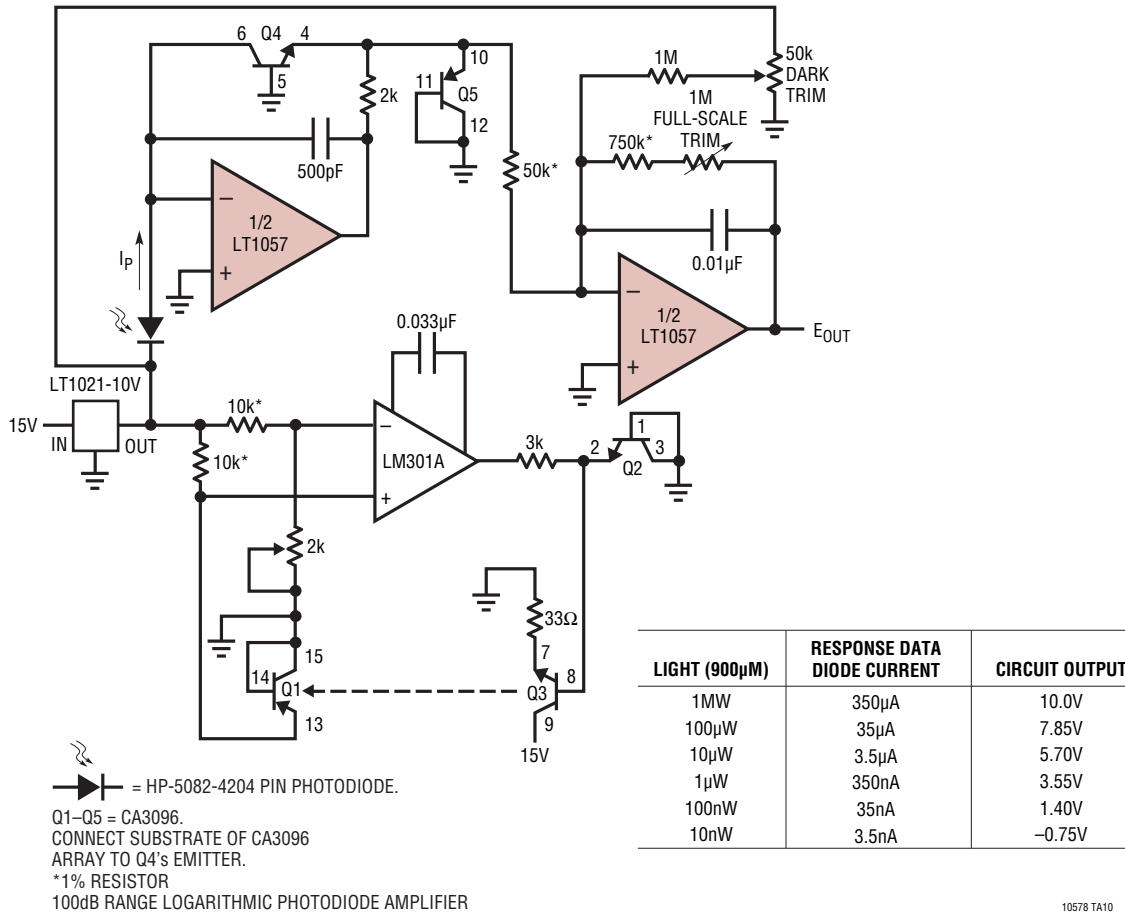 6 Q4 4
5
2k
10
11
Q5
12
500pF
50k*
1M
50k
DARK
TRIM
1M
FULL-SCALE
TRIM
750k*
0.01µF
–
1/2
LT1057
+
IP
–
1/2
LT1057
+
EOUT
0.033µF
LT1021-10V
15V
IN
OUT
10k*
10k*
–
LM301A
+
3k
2
1
3
Q2
2k
33Ω
15
14
Q1
13
7
8
Q3
9
15V
= HP-5082-4204 PIN PHOTODIODE.
Q1–Q5 = CA3096.
CONNECT SUBSTRATE OF CA3096
ARRAY TO Q4's EMITTER.
*1% RESISTOR
100dB RANGE LOGARITHMIC PHOTODIODE AMPLIFIER
LIGHT (900µM) RESPONSE DATA DIODE CURRENT CIRCUIT OUTPUT
1MW 350µA 10.0V
100µW 35µA 7.85V
10µW 3.5µA 5.70V
1µW 350nA 3.55V
100nW 35nA 1.40V
10nW 3.5nA –0.75V
10578 TA10